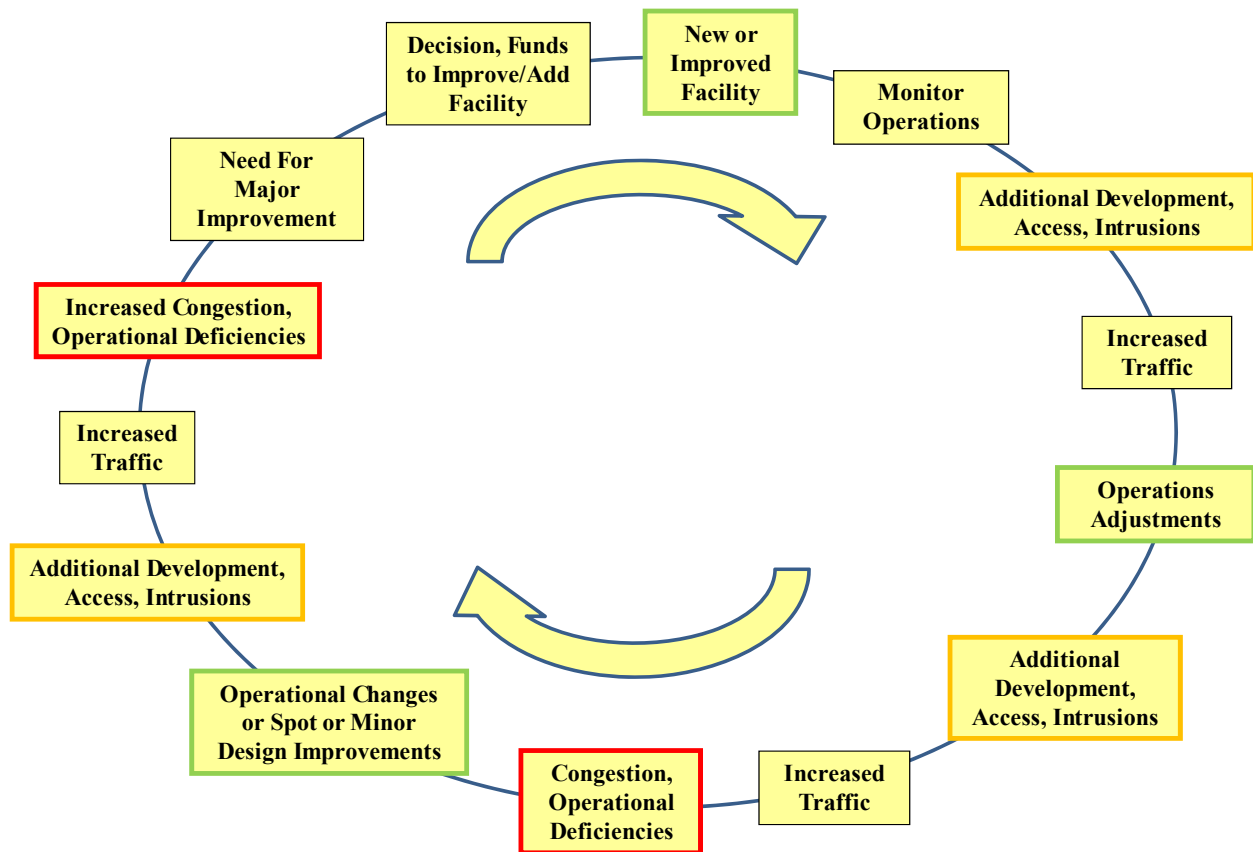 Decision, Funds
to Improve/Add
Facility
New or
Improved
Facility
Monitor
Operations
Additional Development,
Access, Intrusions
Increased
Traffic
Operations
Adjustments
Additional
Development,
Access, Intrusions
Increased
Traffic
Congestion,
Operational
Deficiencies
Operational Changes
or Spot or Minor
Design Improvements
Additional Development,
Access, Intrusions
Increased
Traffic
Increased Congestion,
Operational Deficiencies
Need For
Major
Improvement